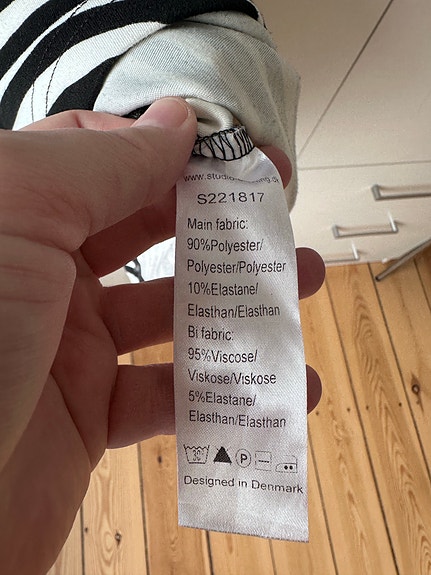 S221817
Main fabric:
90%Polyester/
Polyester/Polyester
10%Elastane/
Elasthan/Elasthan
Bi fabric:
95%Viscose/
Viskose/Viskose
5%Elastane/
Elasthan/Elasthan
30° P
Designed in Denmark